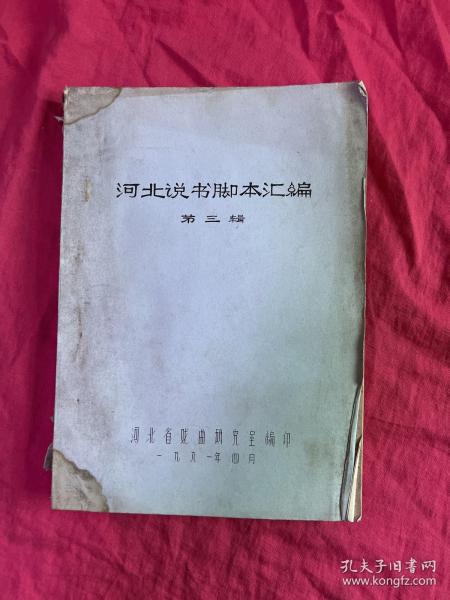 河北说书脚本汇编
第三辑
河北省戏曲研究室编印
一九六一年四月
孔夫子旧书网
www.kongfz.com